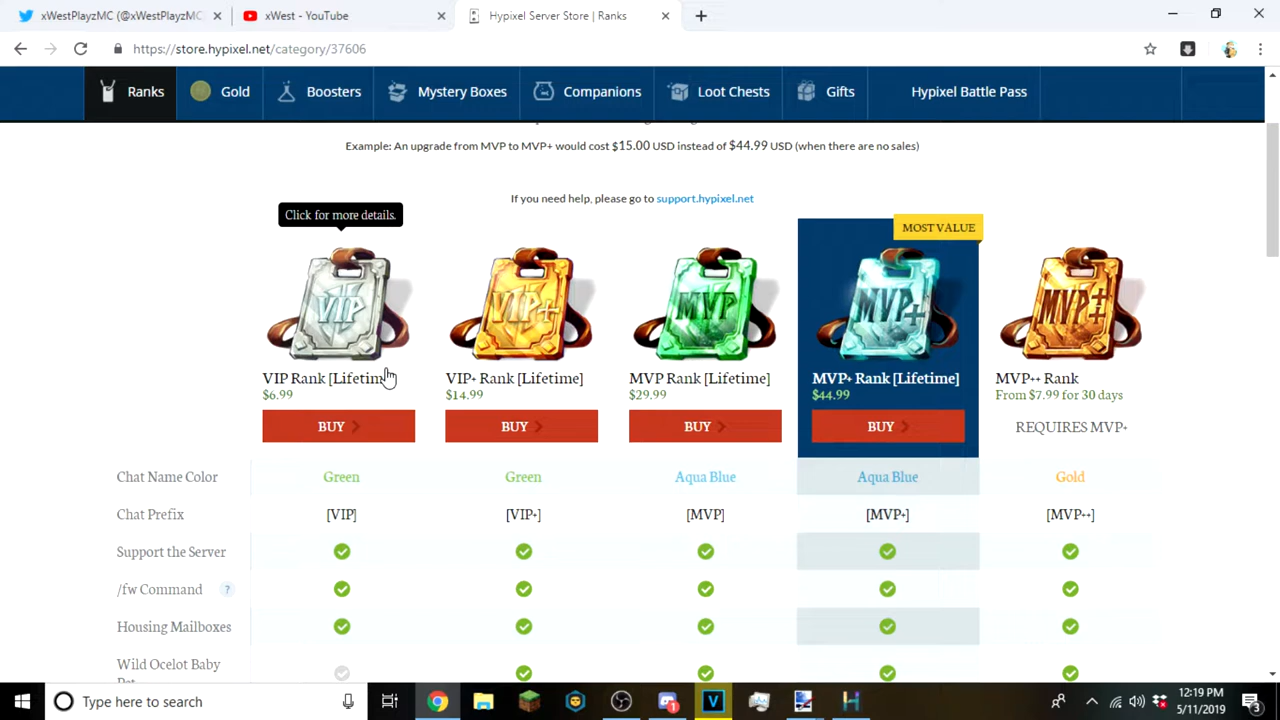 xWestPlayzMC (@xWestPlayzMC
xWest - YouTube
Hypixel Server Store | Ranks
https://store.hypixel.net/category/37606
Ranks
Gold
Boosters
Mystery Boxes
Companions
Loot Chests
Gifts
Hypixel Battle Pass
Example: An upgrade from MVP to MVP+ would cost $15.00 USD instead of $44.99 USD (when there are no sales)
If you need help, please go to support.hypixel.net
Click for more details.
MOST VALUE
VIP
VIP+
MVP
MVP+
MVP++
VIP Rank [Lifetim
VIP+ Rank [Lifetime]
MVP Rank [Lifetime]
MVP+ Rank [Lifetime]
MVP++ Rank
$6.99
$14.99
$29.99
$44.99
From $7.99 for 30 days
BUY
BUY
BUY
BUY
REQUIRES MVP+
Chat Name Color
Green
Green
Aqua Blue
Aqua Blue
Gold
Chat Prefix
[VIP]
[VIP+]
[MVP]
[MVP+]
[MVP++]
Support the Server
/fw Command ?
Housing Mailboxes
Wild Ocelot Baby
Type here to search
12:19 PM
5/11/2019